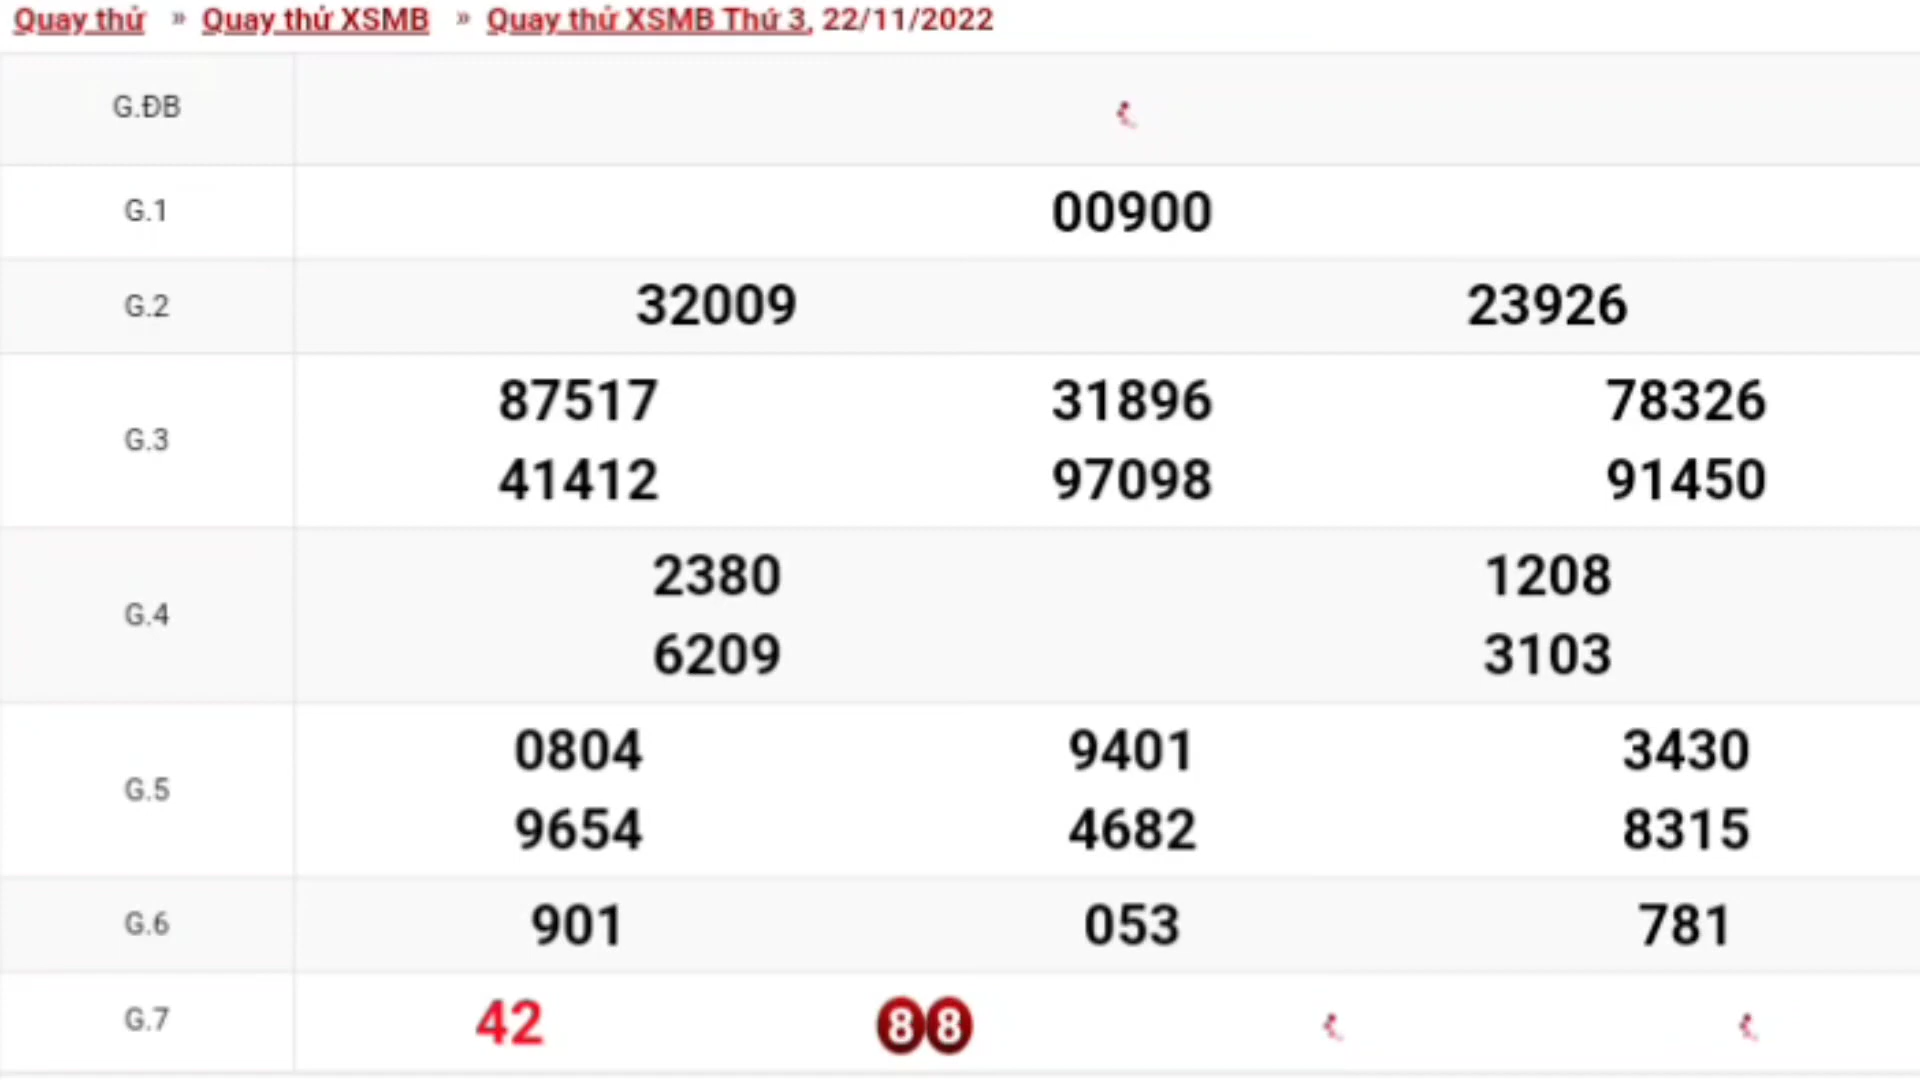 Quay thử » Quay thử XSMB » Quay thử XSMB Thứ 3, 22/11/2022
G.ĐB
G.1 00900
G.2 32009 23926
G.3 87517 31896 78326
41412 97098 91450
G.4 2380 1208
6209 3103
G.5 0804 9401 3430
9654 4682 8315
G.6 901 053 781
G.7 42 88